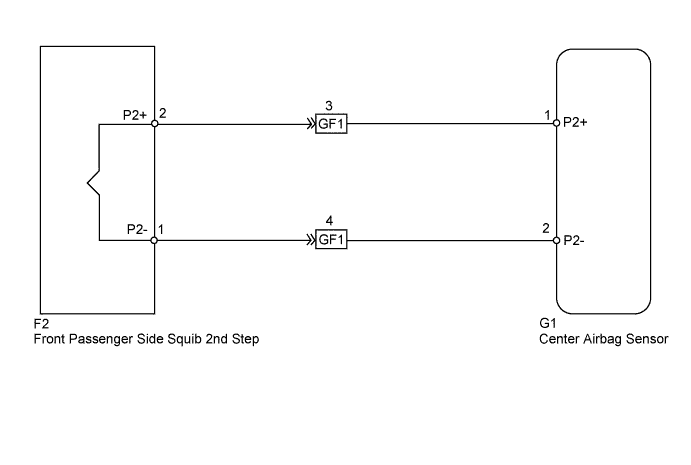 3
P2+ 2 GF1 1 P2+
4
P2- 1 GF1 2 P2-
F2 G1
Front Passenger Side Squib 2nd Step Center Airbag Sensor